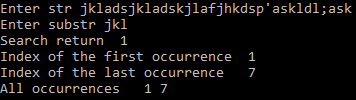 Enter str jkladsjkladskjlafjhkdsp'askldl;ask
Enter substr jkl
Search return  1
Index of the first occurrence  1
Index of the last occurrence   7
All occurrences   1 7